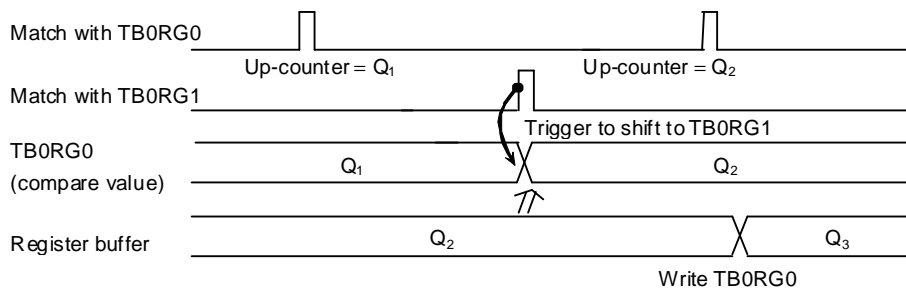 Match with TB0RG0
Up-counter = Q1
Up-counter = Q2
Match with TB0RG1
Trigger to shift to TB0RG1
TB0RG0
(compare value)
Q1
Q2
Register buffer
Q2
Q3
Write TB0RG0